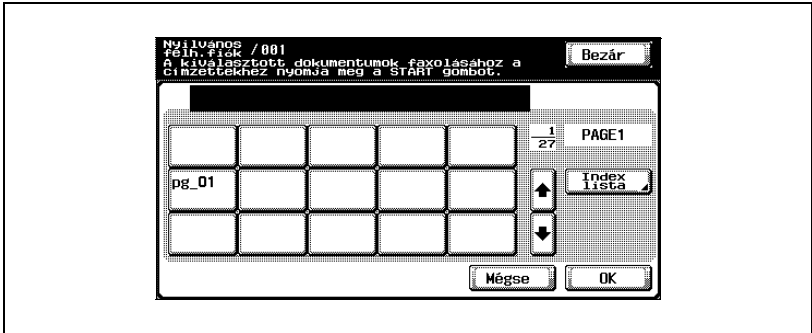 Nyilvános
félh.fiók /001
A kiválasztott dokumentumok faxolásához a
címzettekhez nyomja meg a START gombot.
Bezár
1
27
PAGE1
pg_01
Index
lista
Mégse
OK